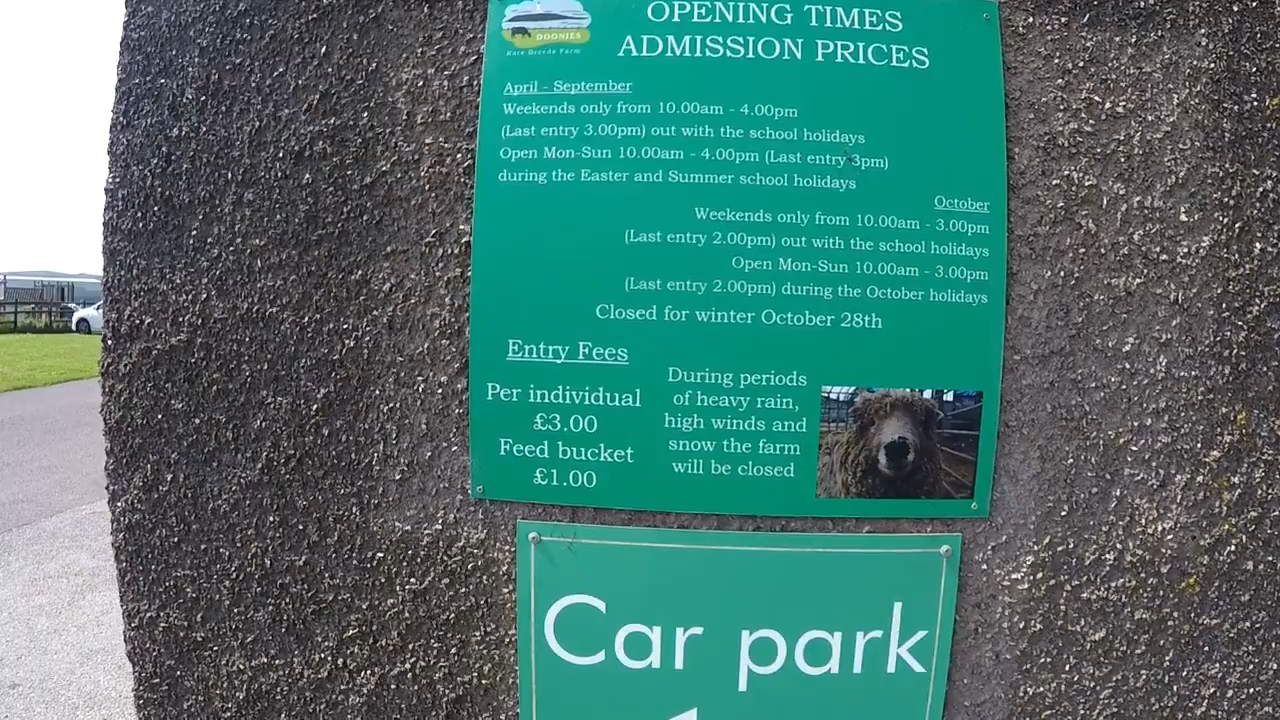 DOONIES
Rare Breeds Farm
OPENING TIMES
ADMISSION PRICES
April - September
Weekends only from 10.00am - 4.00pm
(Last entry 3.00pm) out with the school holidays
Open Mon-Sun 10.00am - 4.00pm (Last entry 3pm)
during the Easter and Summer school holidays
October
Weekends only from 10.00am - 3.00pm
(Last entry 2.00pm) out with the school holidays
Open Mon-Sun 10.00am - 3.00pm
(Last entry 2.00pm) during the October holidays
Closed for winter October 28th
Entry Fees
Per individual
£3.00
Feed bucket
£1.00
During periods
of heavy rain,
high winds and
snow the farm
will be closed
Car park